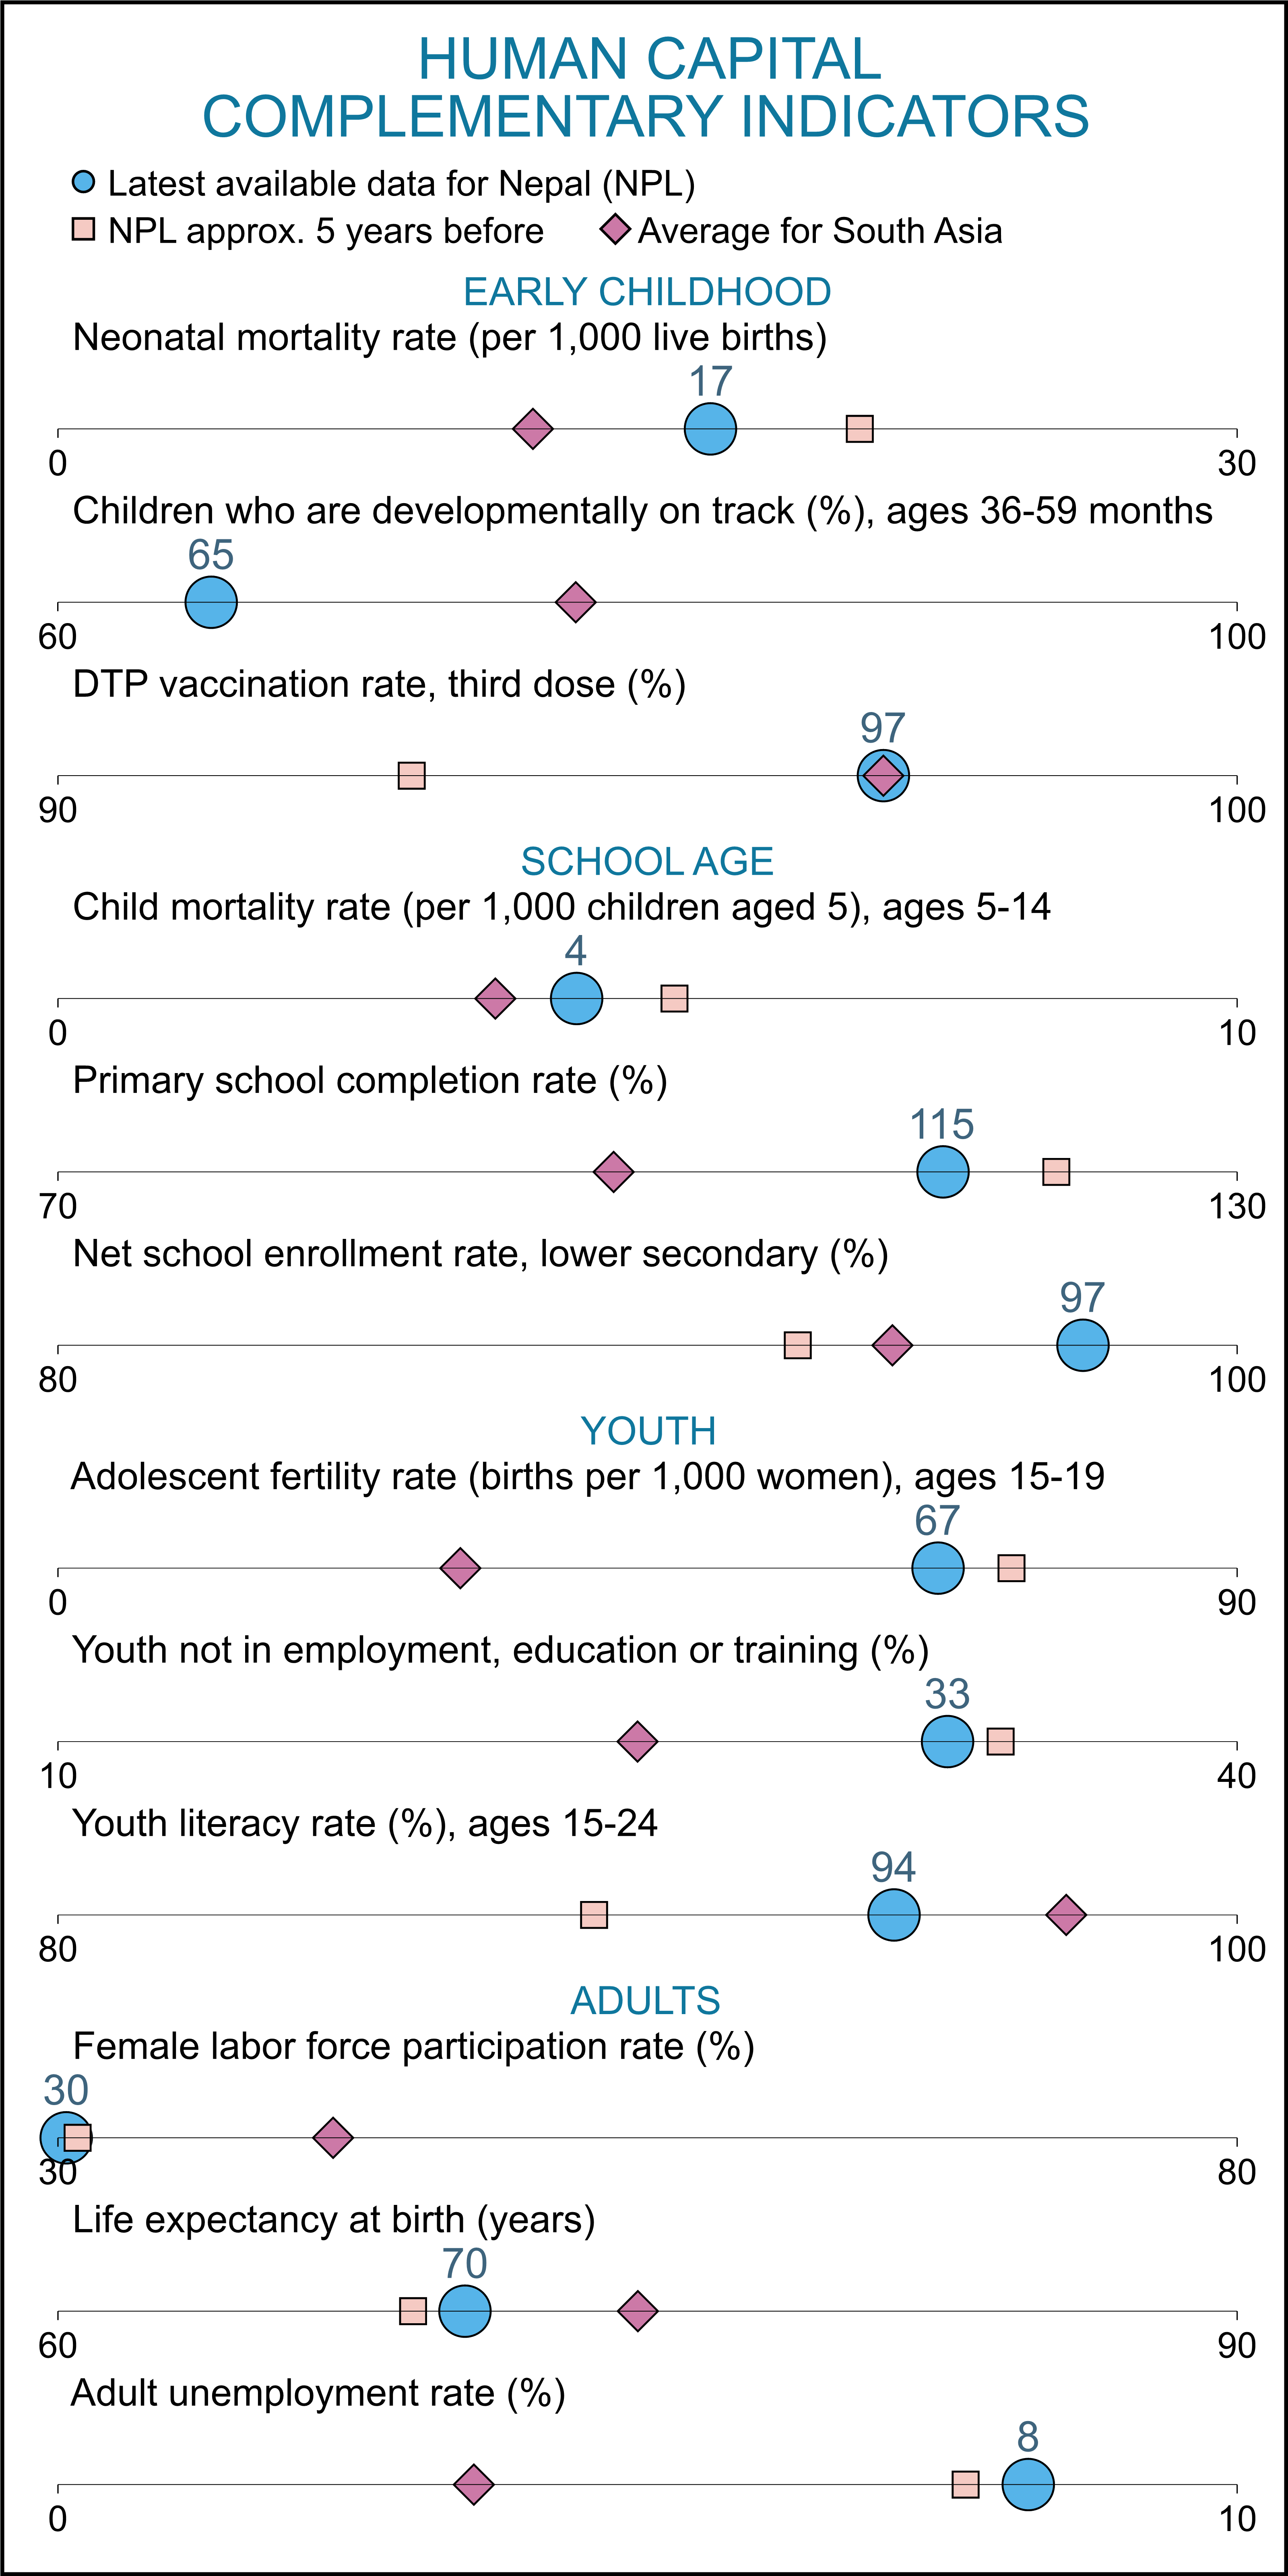 HUMAN CAPITAL
COMPLEMENTARY INDICATORS
Latest available data for Nepal (NPL)
NPL approx. 5 years before Average for South Asia
EARLY CHILDHOOD
Neonatal mortality rate (per 1,000 live births)
17
0 30
Children who are developmentally on track (%), ages 36-59 months
65
60 100
DTP vaccination rate, third dose (%)
97
90 100
SCHOOL AGE
Child mortality rate (per 1,000 children aged 5), ages 5-14
4
0 10
Primary school completion rate (%)
115
70 130
Net school enrollment rate, lower secondary (%)
97
80 100
YOUTH
Adolescent fertility rate (births per 1,000 women), ages 15-19
67
0 90
Youth not in employment, education or training (%)
33
10 40
Youth literacy rate (%), ages 15-24
94
80 100
ADULTS
Female labor force participation rate (%)
30
30 80
Life expectancy at birth (years)
70
60 90
Adult unemployment rate (%)
8
0 10